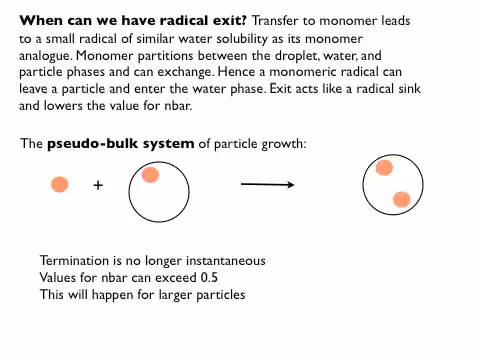 When can we have radical exit? Transfer to monomer leads
to a small radical of similar water solubility as its monomer
analogue. Monomer partitions between the droplet, water, and
particle phases and can exchange. Hence a monomeric radical can
leave a particle and enter the water phase. Exit acts like a radical sink
and lowers the value for nbar.
The pseudo-bulk system of particle growth:
+
Termination is no longer instantaneous
Values for nbar can exceed 0.5
This will happen for larger particles